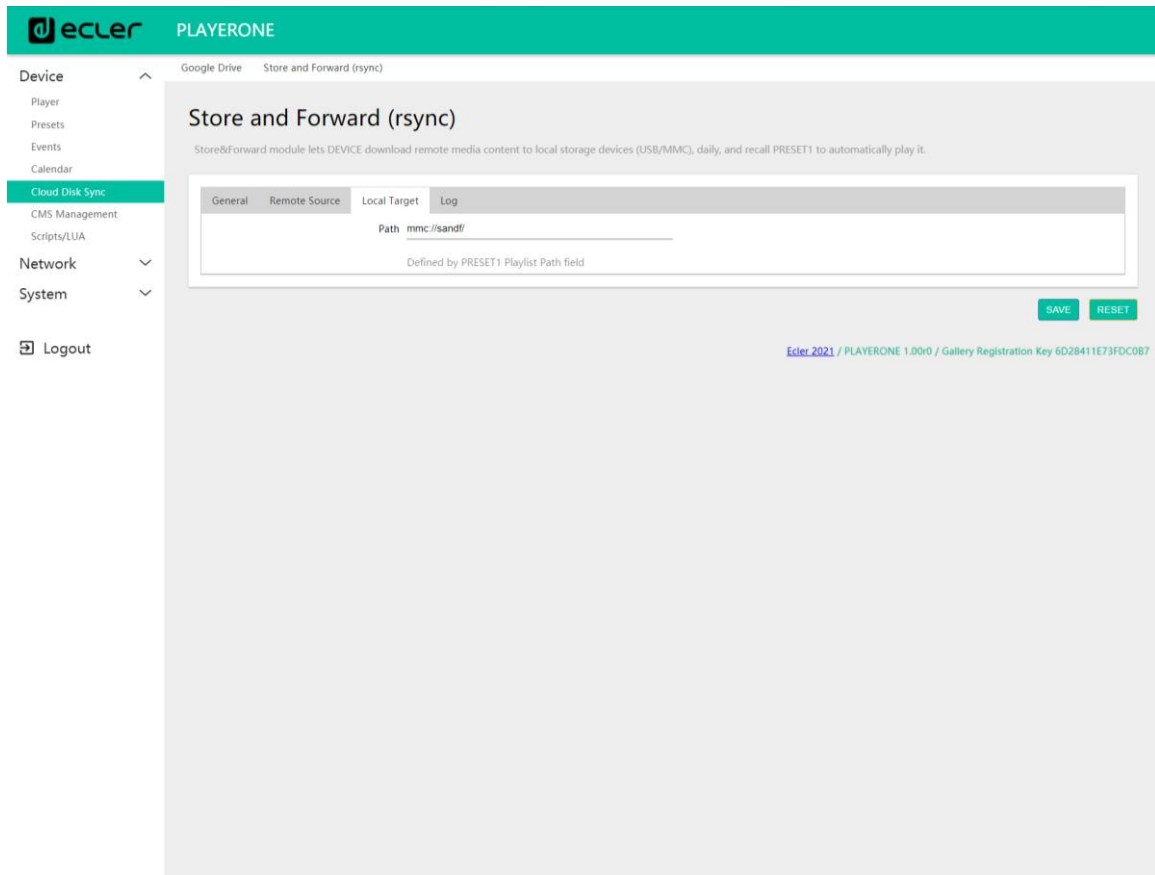 ecler
PLAYERONE
Device
Player
Presets
Events
Calendar
Cloud Disk Sync
CMS Management
Scripts/LUA
Network
System
Logout
Google Drive Store and Forward (rsync)
Store and Forward (rsync)
Store&Forward module lets DEVICE download remote media content to local storage devices (USB/MMC), daily, and recall PRESET1 to automatically play it.
General Remote Source Local Target Log
Path mmc://sandf/
Defined by PRESET1 Playlist Path field
SAVE RESET
Ecler 2021 / PLAYERONE 1.00r0 / Gallery Registration Key 6D28411E73FDC0B7